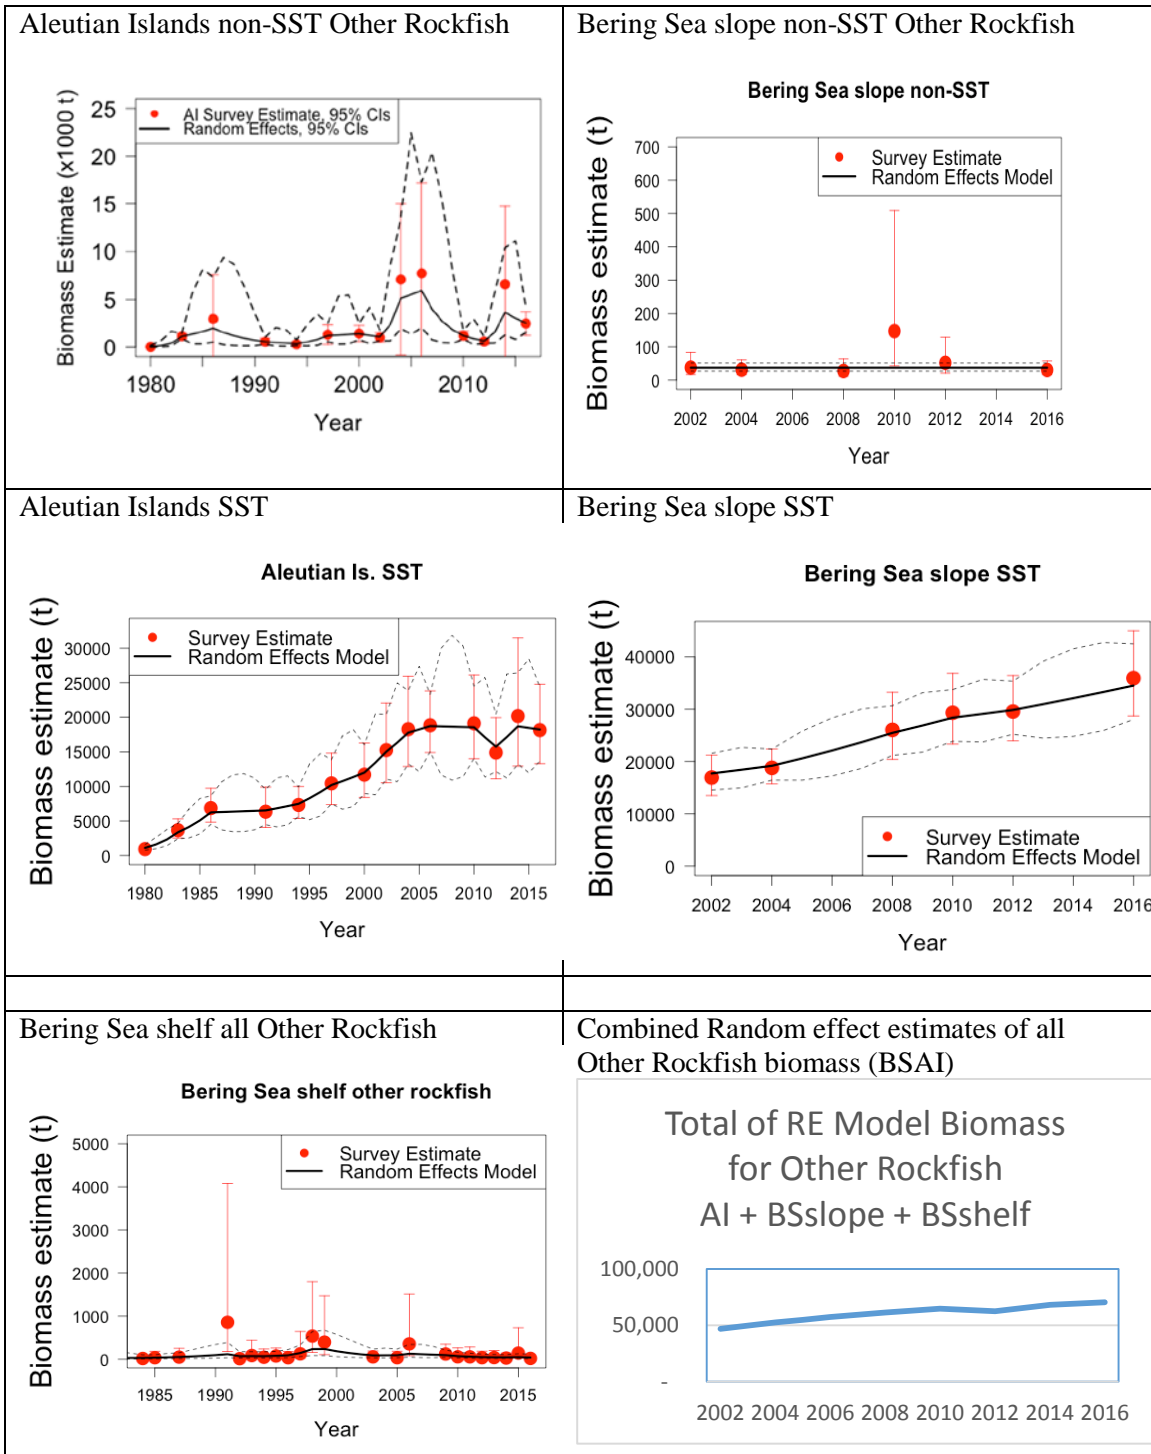 Aleutian Islands non-SST Other Rockfish
Biomass Estimate (x1000 t)
25
20
15
10
5
0
AI Survey Estimate, 95% CIs
Random Effects, 95% CIs
1980 1990 2000 2010
Year
Bering Sea slope non-SST Other Rockfish
Bering Sea slope non-SST
Biomass estimate (t)
700
600
500
400
300
200
100
0
Survey Estimate
Random Effects Model
2002 2004 2006 2008 2010 2012 2014 2016
Year
Aleutian Islands SST
Aleutian Is. SST
Biomass estimate (t)
30000
25000
20000
15000
10000
5000
0
Survey Estimate
Random Effects Model
1980 1985 1990 1995 2000 2005 2010 2015
Year
Bering Sea slope SST
Bering Sea slope SST
Biomass estimate (t)
40000
30000
20000
10000
0
Survey Estimate
Random Effects Model
2002 2004 2006 2008 2010 2012 2014 2016
Year
Bering Sea shelf all Other Rockfish
Bering Sea shelf other rockfish
Biomass estimate (t)
5000
4000
3000
2000
1000
0
Survey Estimate
Random Effects Model
1985 1990 1995 2000 2005 2010 2015
Year
Combined Random effect estimates of all
Other Rockfish biomass (BSAI)
Total of RE Model Biomass
for Other Rockfish
AI + BSslope + BSshelf
100,000
50,000
-
2002 2004 2006 2008 2010 2012 2014 2016